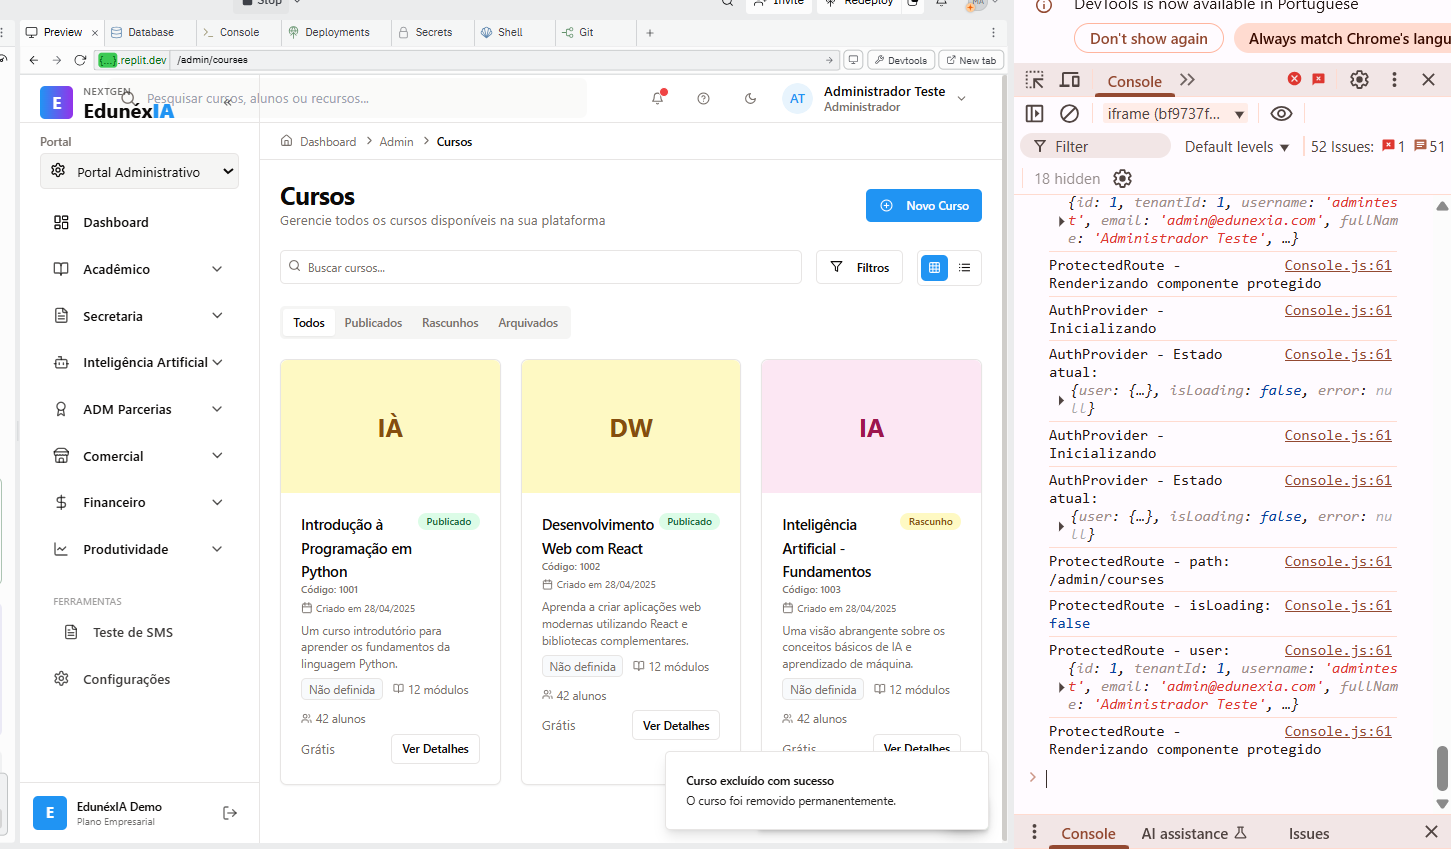 Stop
Invite
Redeploy
MA
Preview
Database
Console
Deployments
Secrets
Shell
Git
{...}.replit.dev
/admin/courses
Devtools
New tab
E
NEXTGEN
EdunéxIA
Pesquisar cursos, alunos ou recursos...
AT
Administrador Teste
Administrador
Portal
Portal Administrativo
Dashboard
Acadêmico
Secretaria
Inteligência Artificial
ADM Parcerias
Comercial
Financeiro
Produtividade
FERRAMENTAS
Teste de SMS
Configurações
E
EdunéxIA Demo
Plano Empresarial
Dashboard
Admin
Cursos
Cursos
Gerencie todos os cursos disponíveis na sua plataforma
Novo Curso
Buscar cursos...
Filtros
Todos
Publicados
Rascunhos
Arquivados
IÀ
Introdução à
Programação em
Python
Publicado
Código: 1001
Criado em 28/04/2025
Um curso introdutório para
aprender os fundamentos da
linguagem Python.
Não definida
12 módulos
42 alunos
Grátis
Ver Detalhes
DW
Desenvolvimento
Web com React
Publicado
Código: 1002
Criado em 28/04/2025
Aprenda a criar aplicações web
modernas utilizando React e
bibliotecas complementares.
Não definida
12 módulos
42 alunos
Grátis
Ver Detalhes
IA
Inteligência
Artificial -
Fundamentos
Rascunho
Código: 1003
Criado em 28/04/2025
Uma visão abrangente sobre os
conceitos básicos de IA e
aprendizado de máquina.
Não definida
12 módulos
42 alunos
Grátis
Ver Detalhes
Curso excluído com sucesso
O curso foi removido permanentemente.
DevTools is now available in Portuguese
Don't show again
Always match Chrome's langu
Console
iframe (bf9737f...
Filter
Default levels
52 Issues:
1
51
18 hidden
{id: 1, tenantId: 1, username: 'admintes
t', email: 'admin@edunexia.com', fullNam
e: 'Administrador Teste', …}
ProtectedRoute - Console.js:61
Renderizando componente protegido
AuthProvider - Console.js:61
Inicializando
AuthProvider - Estado Console.js:61
atual:
{user: {…}, isLoading: false, error: nu
ll}
AuthProvider - Console.js:61
Inicializando
AuthProvider - Estado Console.js:61
atual:
{user: {…}, isLoading: false, error: nu
ll}
ProtectedRoute - path: Console.js:61
/admin/courses
ProtectedRoute - isLoading: Console.js:61
false
ProtectedRoute - user: Console.js:61
{id: 1, tenantId: 1, username: 'admintes
t', email: 'admin@edunexia.com', fullNam
e: 'Administrador Teste', …}
ProtectedRoute - Console.js:61
Renderizando componente protegido
Console
AI assistance
Issues